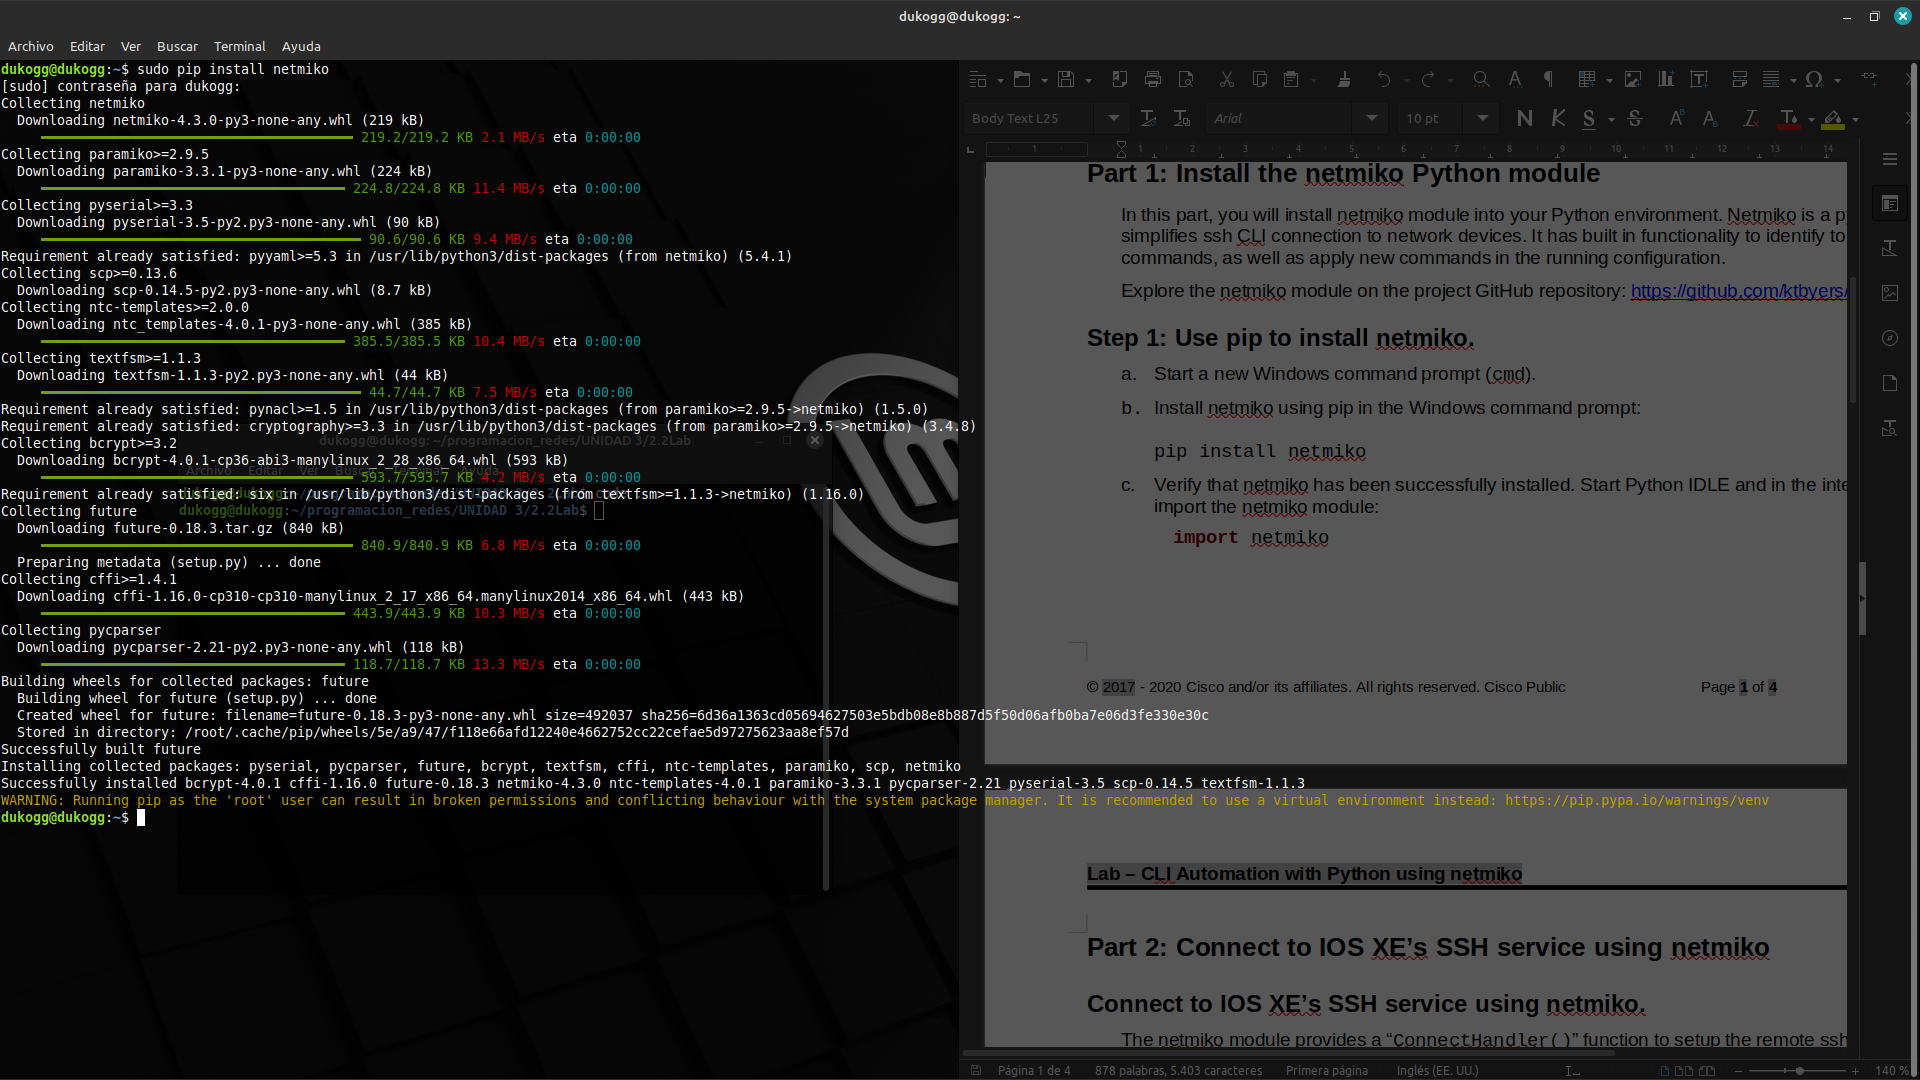 dukogg@dukogg: ~
Archivo Editar Ver Buscar Terminal Ayuda
dukogg@dukogg:~$ sudo pip install netmiko
[sudo] contraseña para dukogg:
Collecting netmiko
  Downloading netmiko-4.3.0-py3-none-any.whl (219 kB)
219.2/219.2 KB 2.1 MB/s eta 0:00:00
Collecting paramiko>=2.9.5
  Downloading paramiko-3.3.1-py3-none-any.whl (224 kB)
224.8/224.8 KB 11.4 MB/s eta 0:00:00
Collecting pyserial>=3.3
  Downloading pyserial-3.5-py2.py3-none-any.whl (90 kB)
90.6/90.6 KB 9.4 MB/s eta 0:00:00
Requirement already satisfied: pyyaml>=5.3 in /usr/lib/python3/dist-packages (from netmiko) (5.4.1)
Collecting scp>=0.13.6
  Downloading scp-0.14.5-py2.py3-none-any.whl (8.7 kB)
Collecting ntc-templates>=2.0.0
  Downloading ntc_templates-4.0.1-py3-none-any.whl (385 kB)
385.5/385.5 KB 10.4 MB/s eta 0:00:00
Collecting textfsm>=1.1.3
  Downloading textfsm-1.1.3-py2.py3-none-any.whl (44 kB)
44.7/44.7 KB 7.5 MB/s eta 0:00:00
Requirement already satisfied: pynacl>=1.5 in /usr/lib/python3/dist-packages (from paramiko>=2.9.5->netmiko) (1.5.0)
Requirement already satisfied: cryptography>=3.3 in /usr/lib/python3/dist-packages (from paramiko>=2.9.5->netmiko) (3.4.8)
Collecting bcrypt>=3.2
  Downloading bcrypt-4.0.1-cp36-abi3-manylinux_2_28_x86_64.whl (593 kB)
593.7/593.7 KB 4.2 MB/s eta 0:00:00
Requirement already satisfied: six in /usr/lib/python3/dist-packages (from textfsm>=1.1.3->netmiko) (1.16.0)
Collecting future
  Downloading future-0.18.3.tar.gz (840 kB)
840.9/840.9 KB 6.8 MB/s eta 0:00:00
  Preparing metadata (setup.py) ... done
Collecting cffi>=1.4.1
  Downloading cffi-1.16.0-cp310-cp310-manylinux_2_17_x86_64.manylinux2014_x86_64.whl (443 kB)
443.9/443.9 KB 10.3 MB/s eta 0:00:00
Collecting pycparser
  Downloading pycparser-2.21-py2.py3-none-any.whl (118 kB)
118.7/118.7 KB 13.3 MB/s eta 0:00:00
Building wheels for collected packages: future
  Building wheel for future (setup.py) ... done
  Created wheel for future: filename=future-0.18.3-py3-none-any.whl size=492037 sha256=6d36a1363cd05694627503e5bdb08e8b887d5f50d06afb0ba7e06d3fe330e30c
  Stored in directory: /root/.cache/pip/wheels/5e/a9/47/f118e66afd12240e4662752cc22cefae5d97275623aa8ef57d
Successfully built future
Installing collected packages: pyserial, pycparser, future, bcrypt, textfsm, cffi, ntc-templates, paramiko, scp, netmiko
Successfully installed bcrypt-4.0.1 cffi-1.16.0 future-0.18.3 netmiko-4.3.0 ntc-templates-4.0.1 paramiko-3.3.1 pycparser-2.21 pyserial-3.5 scp-0.14.5 textfsm-1.1.3
WARNING: Running pip as the 'root' user can result in broken permissions and conflicting behaviour with the system package manager. It is recommended to use a virtual environment instead: https://pip.pypa.io/warnings/venv
dukogg@dukogg:~$
dukogg@dukogg: ~/programacion_redes/UNIDAD 3/2.2Lab
Archivo Editar Ver Buscar Terminal Ayuda
dukogg@dukogg:~/programacion_redes/UNIDAD 3/2.2Lab$
Body Text L25 Arial 10 pt
1 1 2 3 4 5 6 7 8 9 10 11 12 13 14
Part 1: Install the netmiko Python module
In this part, you will install netmiko module into your Python environment. Netmiko is a p
simplifies ssh CLI connection to network devices. It has built in functionality to identify to
commands, as well as apply new commands in the running configuration.
Explore the netmiko module on the project GitHub repository: https://github.com/ktbyers/
Step 1: Use pip to install netmiko.
a. Start a new Windows command prompt (cmd).
b. Install netmiko using pip in the Windows command prompt:
pip install netmiko
c. Verify that netmiko has been successfully installed. Start Python IDLE and in the inte
import the netmiko module:
import netmiko
© 2017 - 2020 Cisco and/or its affiliates. All rights reserved. Cisco Public Page 1 of 4
Lab – CLI Automation with Python using netmiko
Part 2: Connect to IOS XE’s SSH service using netmiko
Connect to IOS XE’s SSH service using netmiko.
The netmiko module provides a “ConnectHandler()” function to setup the remote ssh
Página 1 de 4 878 palabras, 5.403 caracteres Primera página Inglés (EE. UU.) 140 %